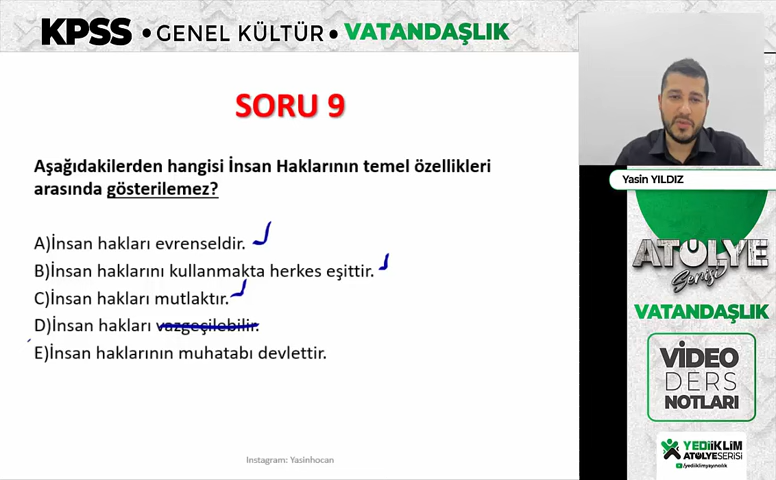 KPSS • GENEL KÜLTÜR • VATANDAŞLIK
SORU 9
Aşağıdakilerden hangisi İnsan Haklarının temel özellikleri
arasında gösterilemez?
A)İnsan hakları evrenseldir.
B)İnsan haklarını kullanmakta herkes eşittir.
C)İnsan hakları mutlaktır.
D)İnsan hakları vazgeçilebilir.
E)İnsan haklarının muhatabı devlettir.
Instagram: Yasinhocan
Yasin YILDIZ
ATÖLYE
Serisi
VATANDAŞLIK
VİDEO
DERS
NOTLARI
YEDİİKLİM
ATÖLYESERİSİ
/yediiklimyayincilik